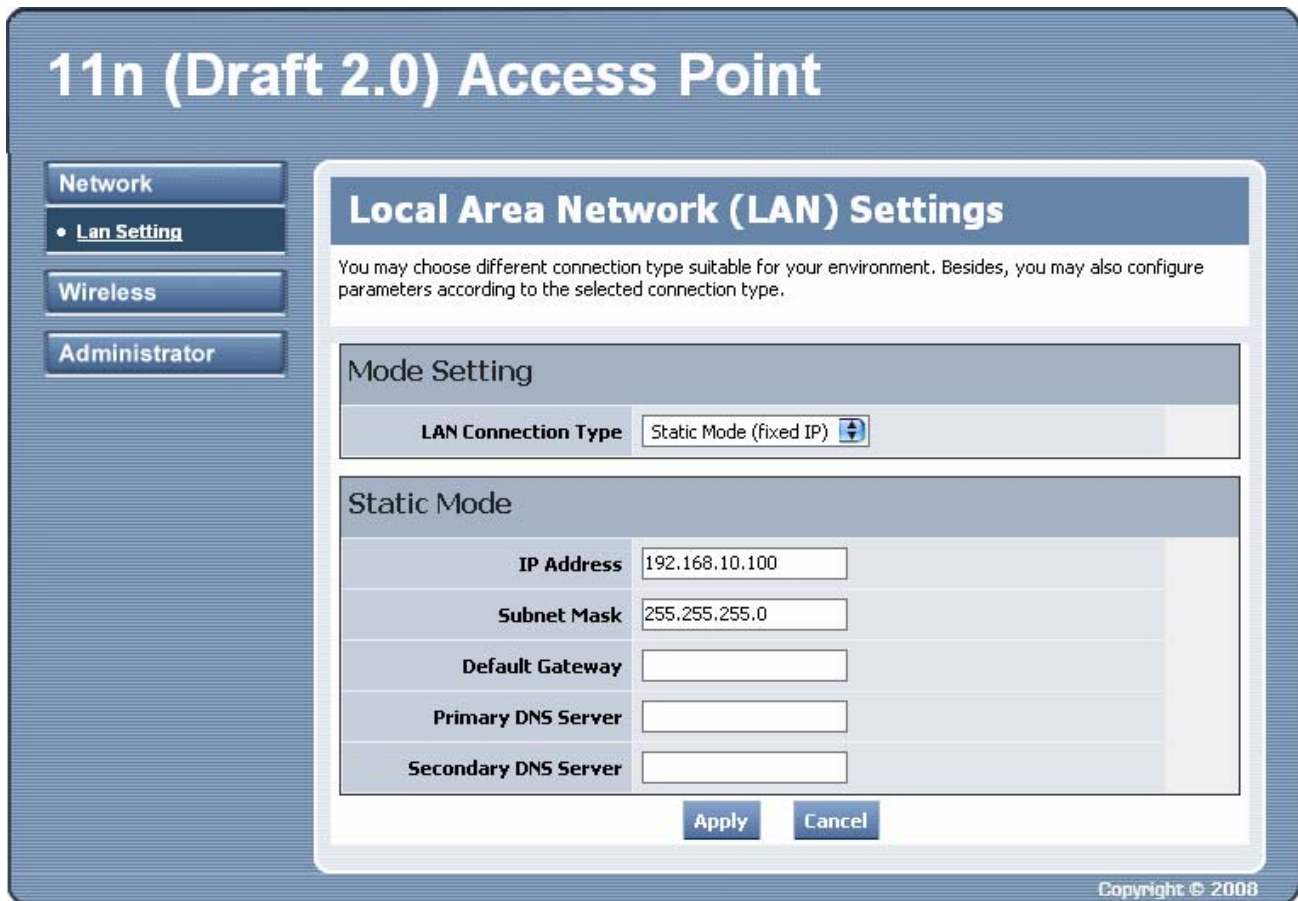 11n (Draft 2.0) Access Point
Network
• Lan Setting
Wireless
Administrator
Local Area Network (LAN) Settings
You may choose different connection type suitable for your environment. Besides, you may also configure
parameters according to the selected connection type.
Mode Setting
LAN Connection Type Static Mode (fixed IP)
Static Mode
IP Address 192.168.10.100
Subnet Mask 255.255.255.0
Default Gateway
Primary DNS Server
Secondary DNS Server
Apply Cancel
Copyright © 2008